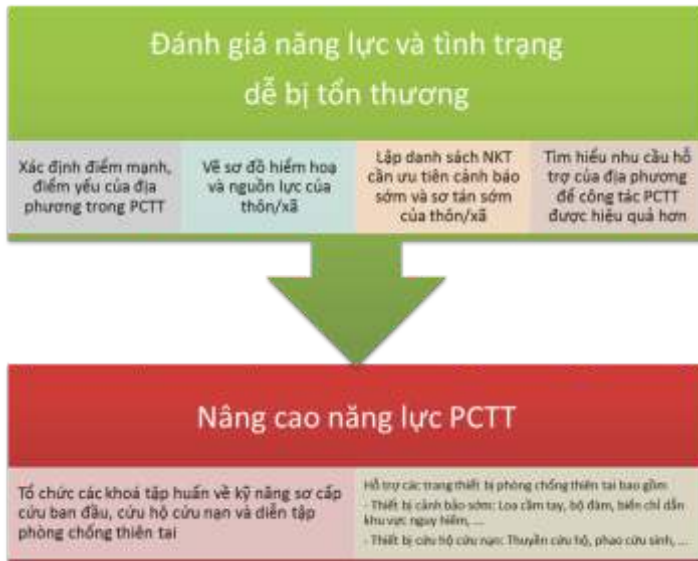 Đánh giá năng lực và tình trạng
dễ bị tổn thương
Xác định điểm mạnh,
điểm yếu của địa
phương trong PCTT
Vẽ sơ đồ hiểm hoạ
và nguồn lực của
thôn/xã
Lập danh sách NKT
cần ưu tiên cảnh báo
sớm và sơ tán sớm
của thôn/xã
Tìm hiểu nhu cầu hỗ
trợ của địa phương
để công tác PCTT
được hiệu quả hơn
Nâng cao năng lực PCTT
Tổ chức các khoá tập huấn về kỹ năng sơ cấp
cứu ban đầu, cứu hộ cứu nạn và diễn tập
phòng chống thiên tai
Hỗ trợ các trang thiết bị phòng chống thiên tai bao gồm
- Thiết bị cảnh báo sớm: Loa cầm tay, bộ đàm, biển chỉ dẫn
khu vực nguy hiểm, ...
- Thiết bị cứu hộ cứu nạn: Thuyền cứu hộ, phao cứu sinh, ...